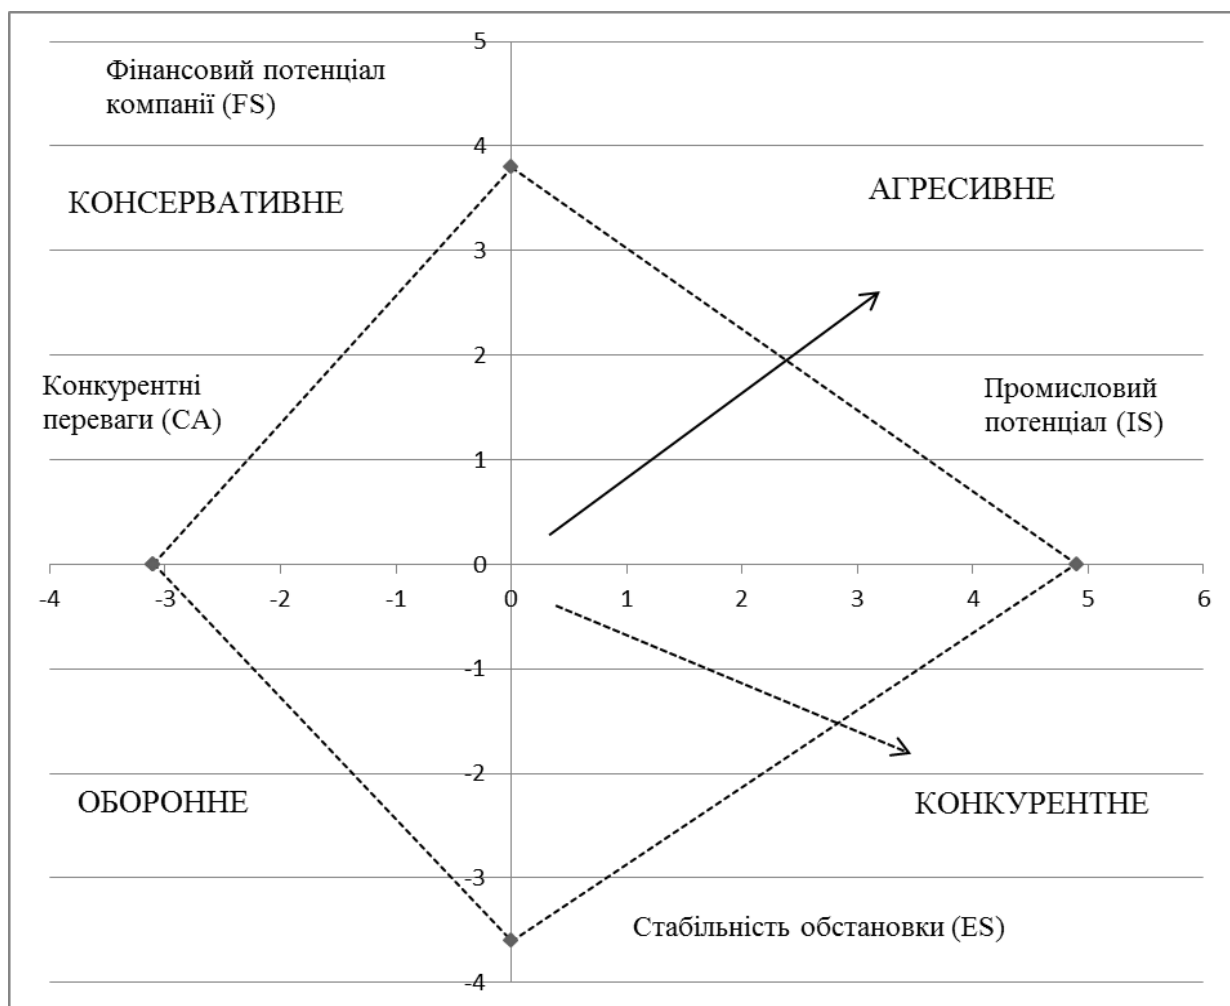 5
Фінансовий потенціал
компанії (FS)
4
КОНСЕРВАТИВНЕ
АГРЕСИВНЕ
3
2
Конкурентні
переваги (СА)
Промисловий
потенціал (IS)
1
0
-4 -3 -2 -1 0 1 2 3 4 5 6
-1
-2
ОБОРОННЕ
КОНКУРЕНТНЕ
-3
Стабільність обстановки (ES)
-4